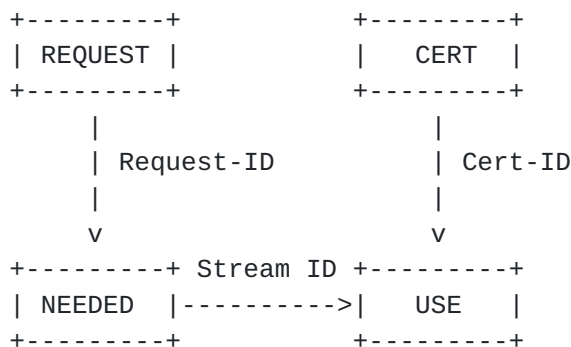 REQUEST CERT
Request-ID Cert-ID
Stream ID
NEEDED USE